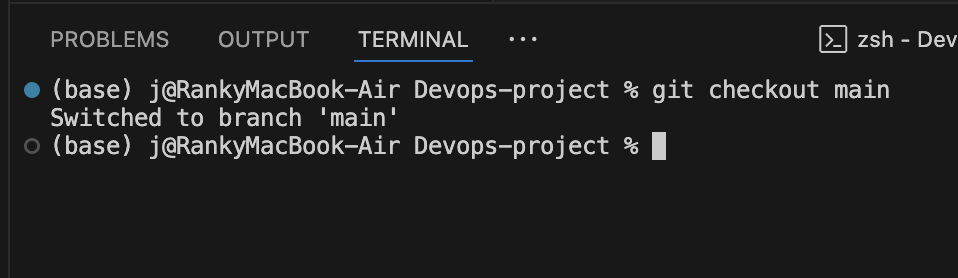 PROBLEMS OUTPUT TERMINAL ··· zsh - Dev
(base) j@RankyMacBook-Air Devops-project % git checkout main
Switched to branch 'main'
(base) j@RankyMacBook-Air Devops-project %